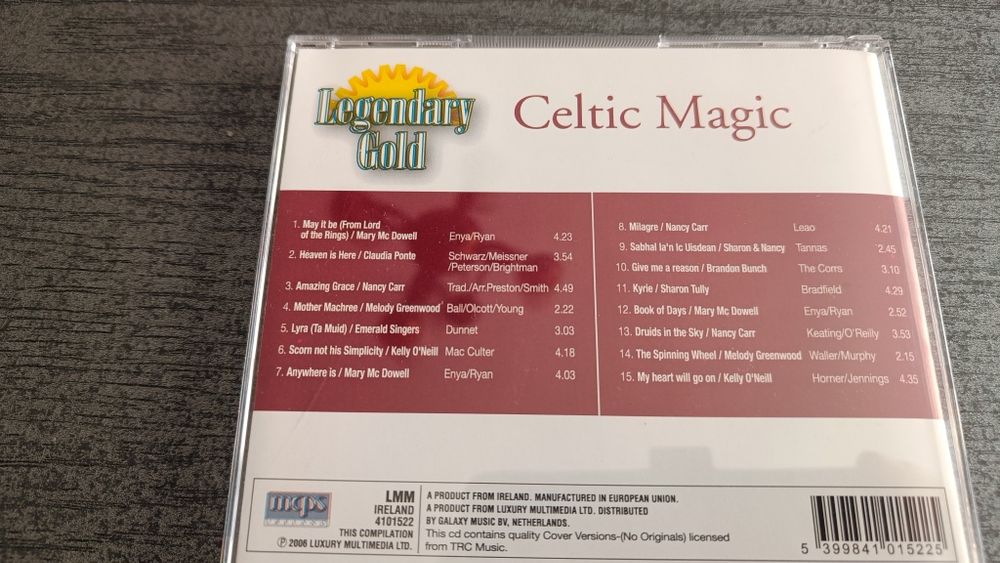 Legendary
Gold
Celtic Magic
1. May it be (From Lord
of the Rings) / Mary Mc Dowell Enya/Ryan 4.23
2. Heaven is Here / Claudia Ponte Schwarz/Meissner 3.54
/Peterson/Brightman
3. Amazing Grace / Nancy Carr Trad./Arr.Preston/Smith 4.49
4. Mother Machree / Melody Greenwood Ball/Olcott/Young 2.22
5. Lyra (Ta Muid) / Emerald Singers Dunnet 3.03
6. Scorn not his Simplicity / Kelly O'Neill Mac Culter 4.18
7. Anywhere is / Mary Mc Dowell Enya/Ryan 4.03
8. Milagre / Nancy Carr Leao 4.21
9. Sabhal Ia'n Ic Uisdean / Sharon & Nancy Tannas 2.45
10. Give me a reason / Brandon Bunch The Corrs 3.10
11. Kyrie / Sharon Tully Bradfield 4.29
12. Book of Days / Mary Mc Dowell Enya/Ryan 2.52
13. Druids in the Sky / Nancy Carr Keating/O'Reilly 3.53
14. The Spinning Wheel / Melody Greenwood Waller/Murphy 2.15
15. My heart will go on / Kelly O'Neill Horner/Jennings 4.35
mcps
LMM
IRELAND
4101522
THIS COMPILATION
℗ 2006 LUXURY MULTIMEDIA LTD.
A PRODUCT FROM IRELAND. MANUFACTURED IN EUROPEAN UNION.
A PRODUCT FROM LUXURY MULTIMEDIA LTD. DISTRIBUTED
BY GALAXY MUSIC BV, NETHERLANDS.
This cd contains quality Cover Versions-(No Originals) licensed
from TRC Music.
5 399841 015225